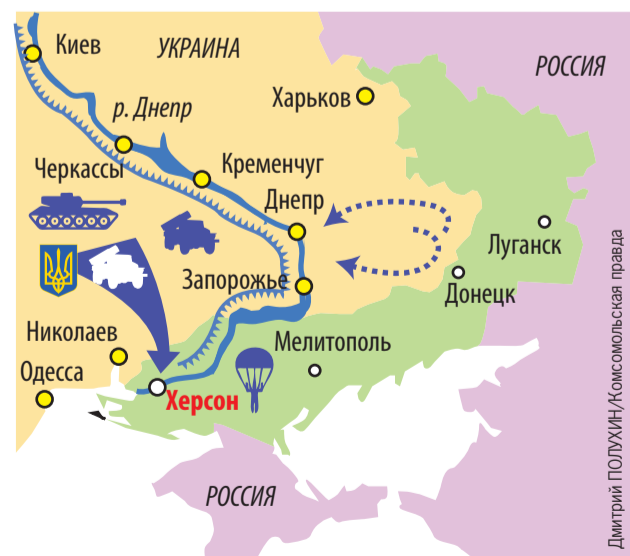 Киев
УКРАИНА
РОССИЯ
р. Днепр
Харьков
Черкассы
Кременчуг
Днепр
Луганск
Запорожье
Донецк
Николаев
Мелитополь
Одесса
Херсон
РОССИЯ
Дмитрий ПОЛУХИН/Комсомольская правда